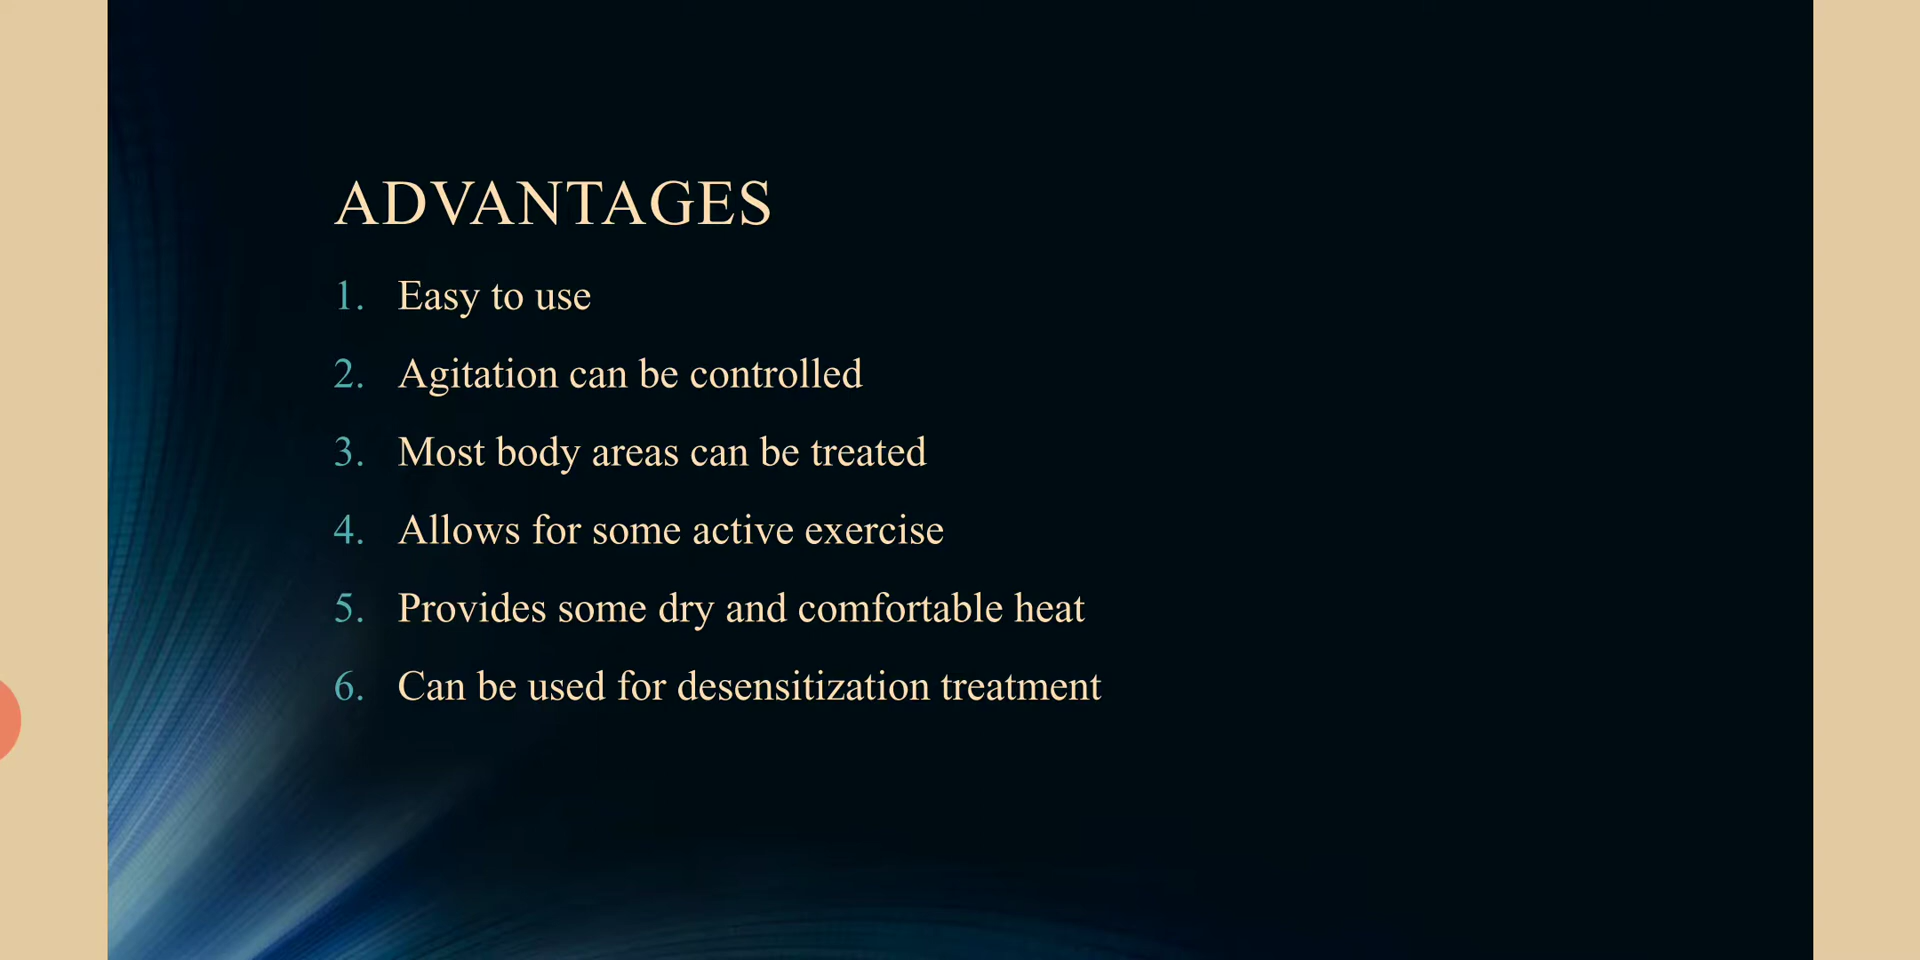 ADVANTAGES
1. Easy to use
2. Agitation can be controlled
3. Most body areas can be treated
4. Allows for some active exercise
5. Provides some dry and comfortable heat
6. Can be used for desensitization treatment